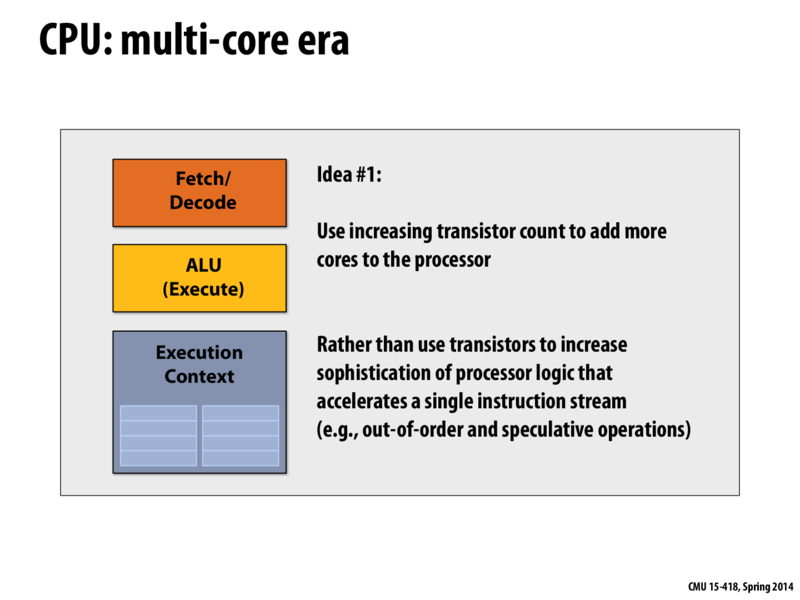 CPU: multi-core era
Fetch/
Decode
ALU
(Execute)
Execution
Context
Idea #1:
Use increasing transistor count to add more
cores to the processor
Rather than use transistors to increase
sophistication of processor logic that
accelerates a single instruction stream
(e.g., out-of-order and speculative operations)
CMU 15-418, Spring 2014